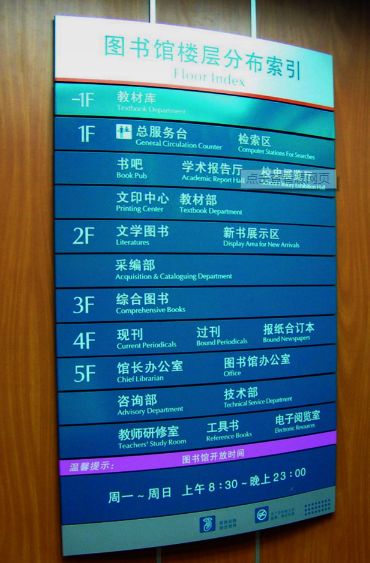 图书馆楼层分布索引
Floor Index
-1F 教材库
Textbook Department
1F 总服务台 检索区
General Circulation Counter Computer Stations For Searches
书吧 学术报告厅 校史展览厅
Book Pub Academic Report Hall Exhibition Hall
文印中心 教材部
Printing Center Textbook Department
2F 文学图书 新书展示区
Literatures Display Area for New Arrivals
采编部
Acquisition & Cataloguing Department
3F 综合图书
Comprehensive Books
4F 现刊 过刊 报纸合订本
Current Periodicals Bound Periodicals Bound Newspapers
5F 馆长办公室 图书馆办公室
Chief Librarian Office
咨询部 技术部
Advisory Department Technical Service Department
教师研修室 工具书 电子阅览室
Teachers' Study Room Reference Books Electronic Resources
温馨提示: 图书馆开放时间
周一~周日 上午8:30~晚上23:00